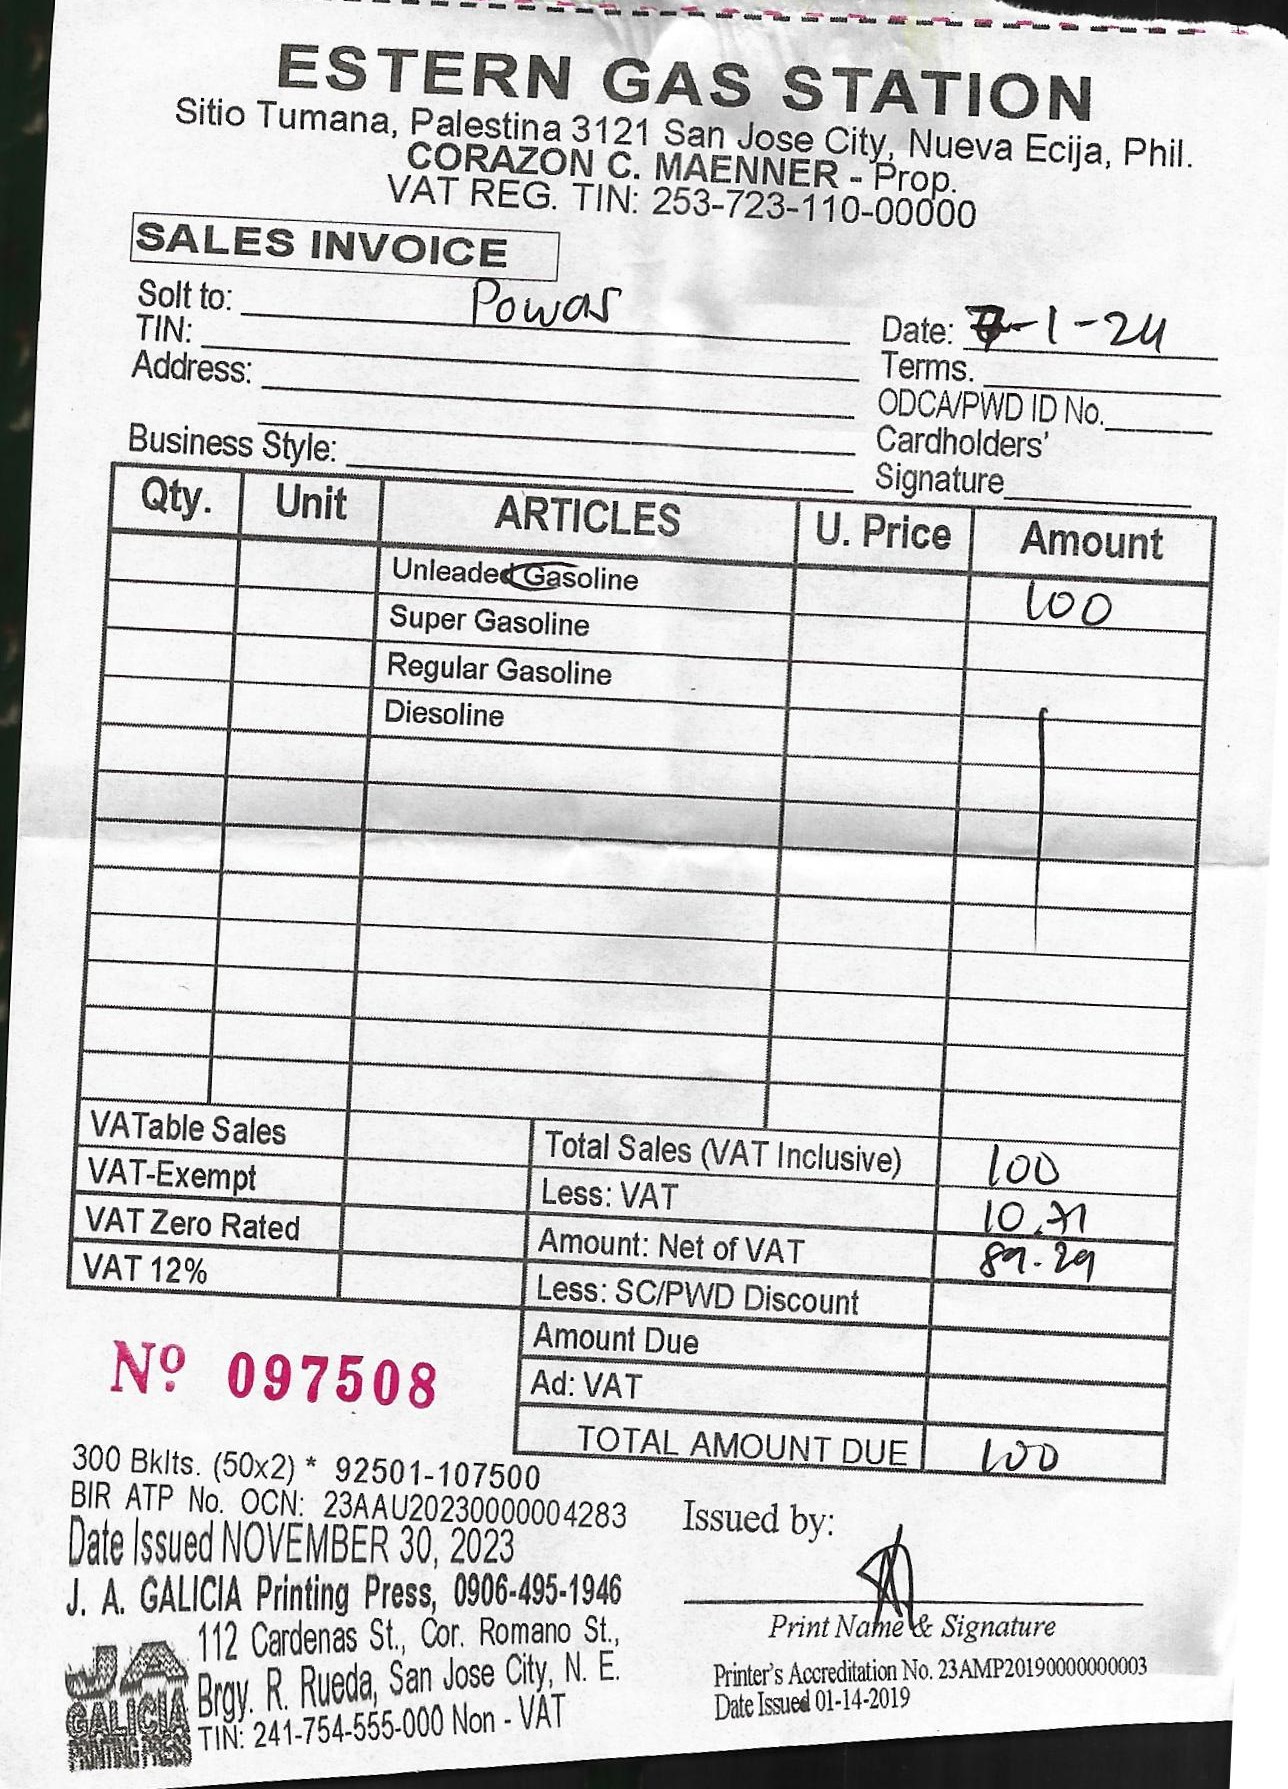 ESTERN GAS STATION
Sitio Tumana, Palestina 3121 San Jose City, Nueva Ecija, Phil.
CORAZON C. MAENNER - Prop.
VAT REG. TIN: 253-723-110-00000
SALES INVOICE
Solt to: Powas
Date: 7-1-24
TIN:
Terms.
Address:
ODCA/PWD ID No.
Cardholders'
Business Style:
Signature
Qty. Unit ARTICLES U. Price Amount
Unleaded Gasoline 100
Super Gasoline
Regular Gasoline
Diesoline
VATable Sales Total Sales (VAT Inclusive) 100
VAT-Exempt Less: VAT 10.71
VAT Zero Rated Amount: Net of VAT 89.29
VAT 12% Less: SC/PWD Discount
Amount Due
Nº 097508
Ad: VAT
TOTAL AMOUNT DUE 100
300 Bklts. (50x2) * 92501-107500
BIR ATP No. OCN: 23AAU20230000004283
Date Issued NOVEMBER 30, 2023
J. A. GALICIA Printing Press, 0906-495-1946
112 Cardenas St., Cor. Romano St.,
Brgy. R. Rueda, San Jose City, N. E.
TIN: 241-754-555-000 Non - VAT
JA
GALICIA
PRINTING PRESS
Issued by:
Print Name & Signature
Printer's Accreditation No. 23AMP20190000000003
Date Issued 01-14-2019